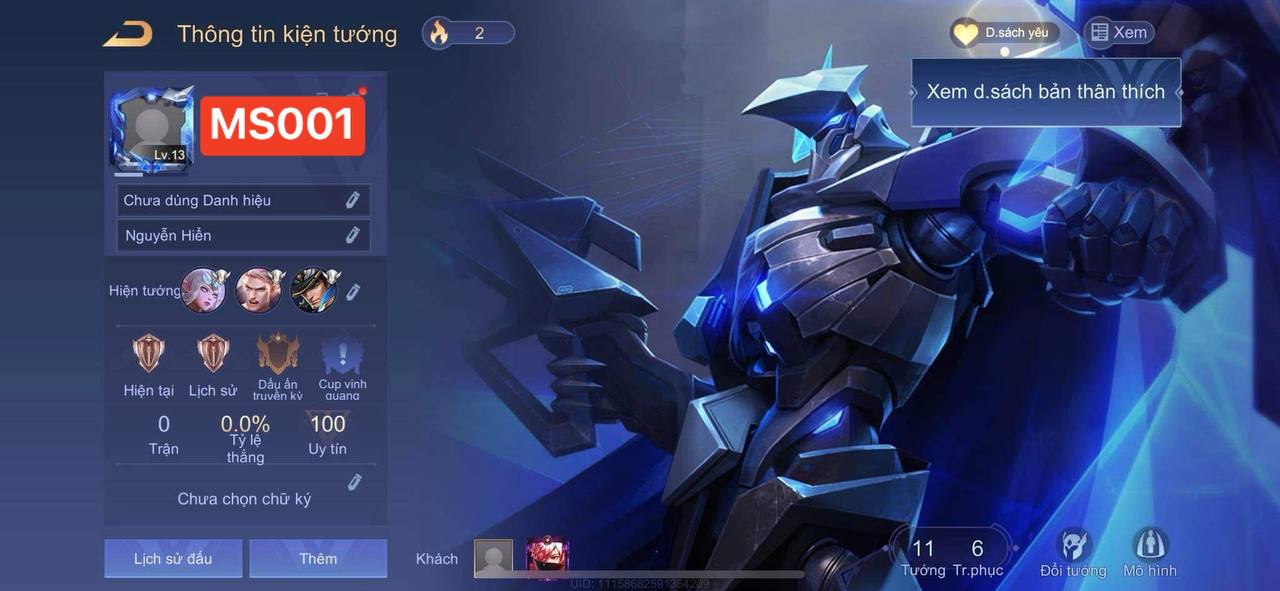 Thông tin kiện tướng
2
D.sách yêu
Xem
Xem d.sách bản thân thích
MS001
Lv.13
Chưa dùng Danh hiệu
Nguyễn Hiển
Hiện tướng
Hiện tại
Lịch sử
Dấu ấn
truyền kỳ
Cup vinh
quang
0
0.0%
100
Trận
Tỷ lệ
thắng
Uy tín
Chưa chọn chữ ký
Lịch sử đấu
Thêm
Khách
11
6
Tướng
Tr.phục
Đổi tướng
Mô hình